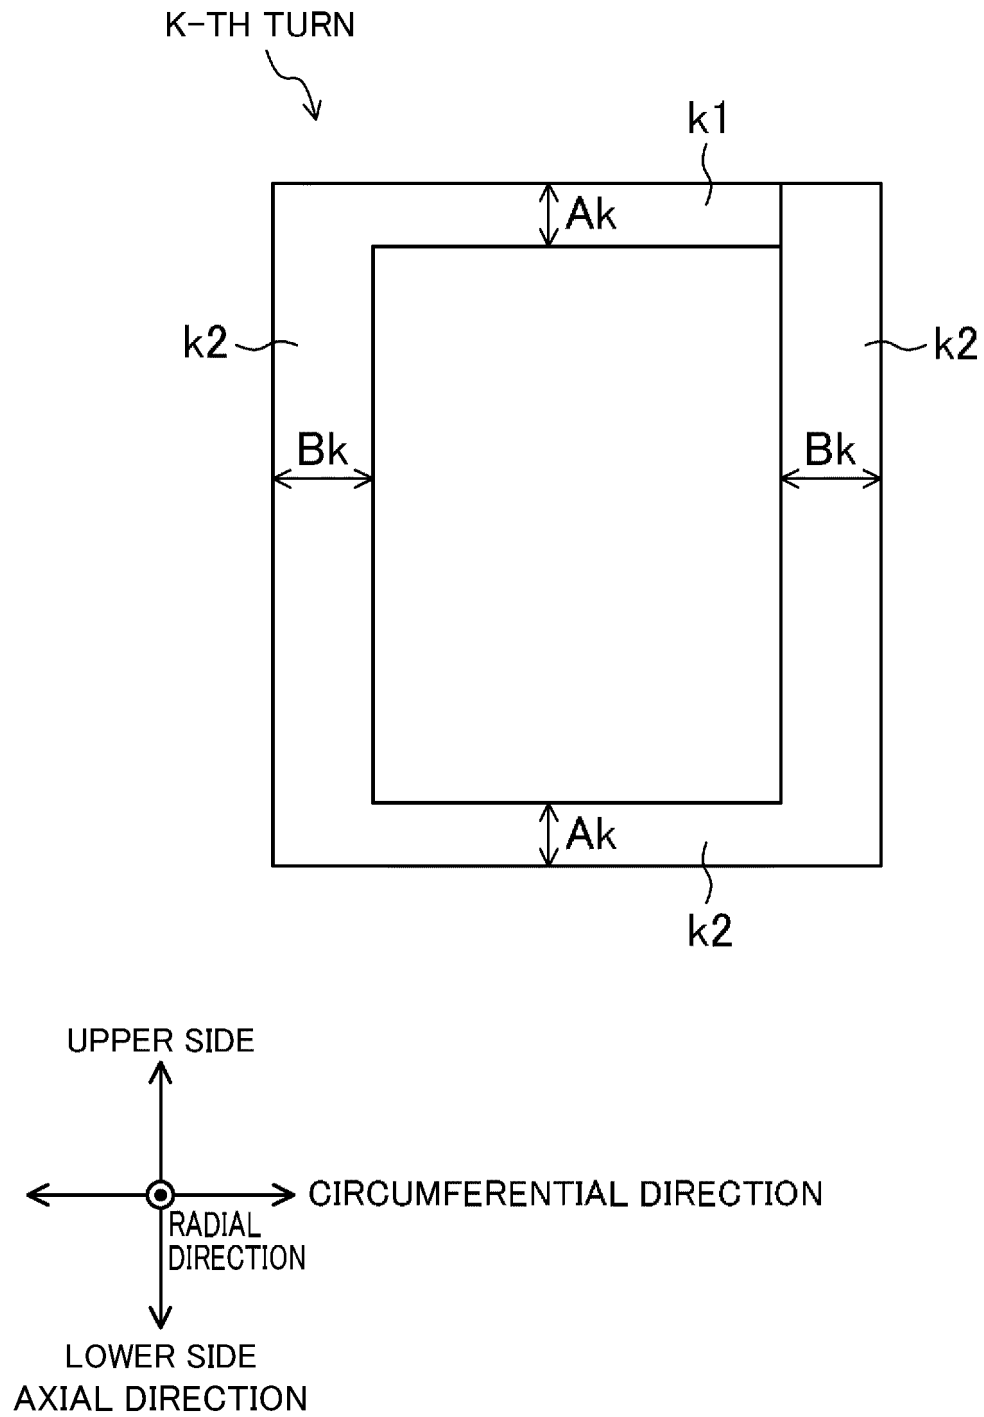 K-TH TURN
k1
Ak
k2
k2
Bk
Bk
Ak
k2
UPPER SIDE
CIRCUMFERENTIAL DIRECTION
RADIAL
DIRECTION
LOWER SIDE
AXIAL DIRECTION